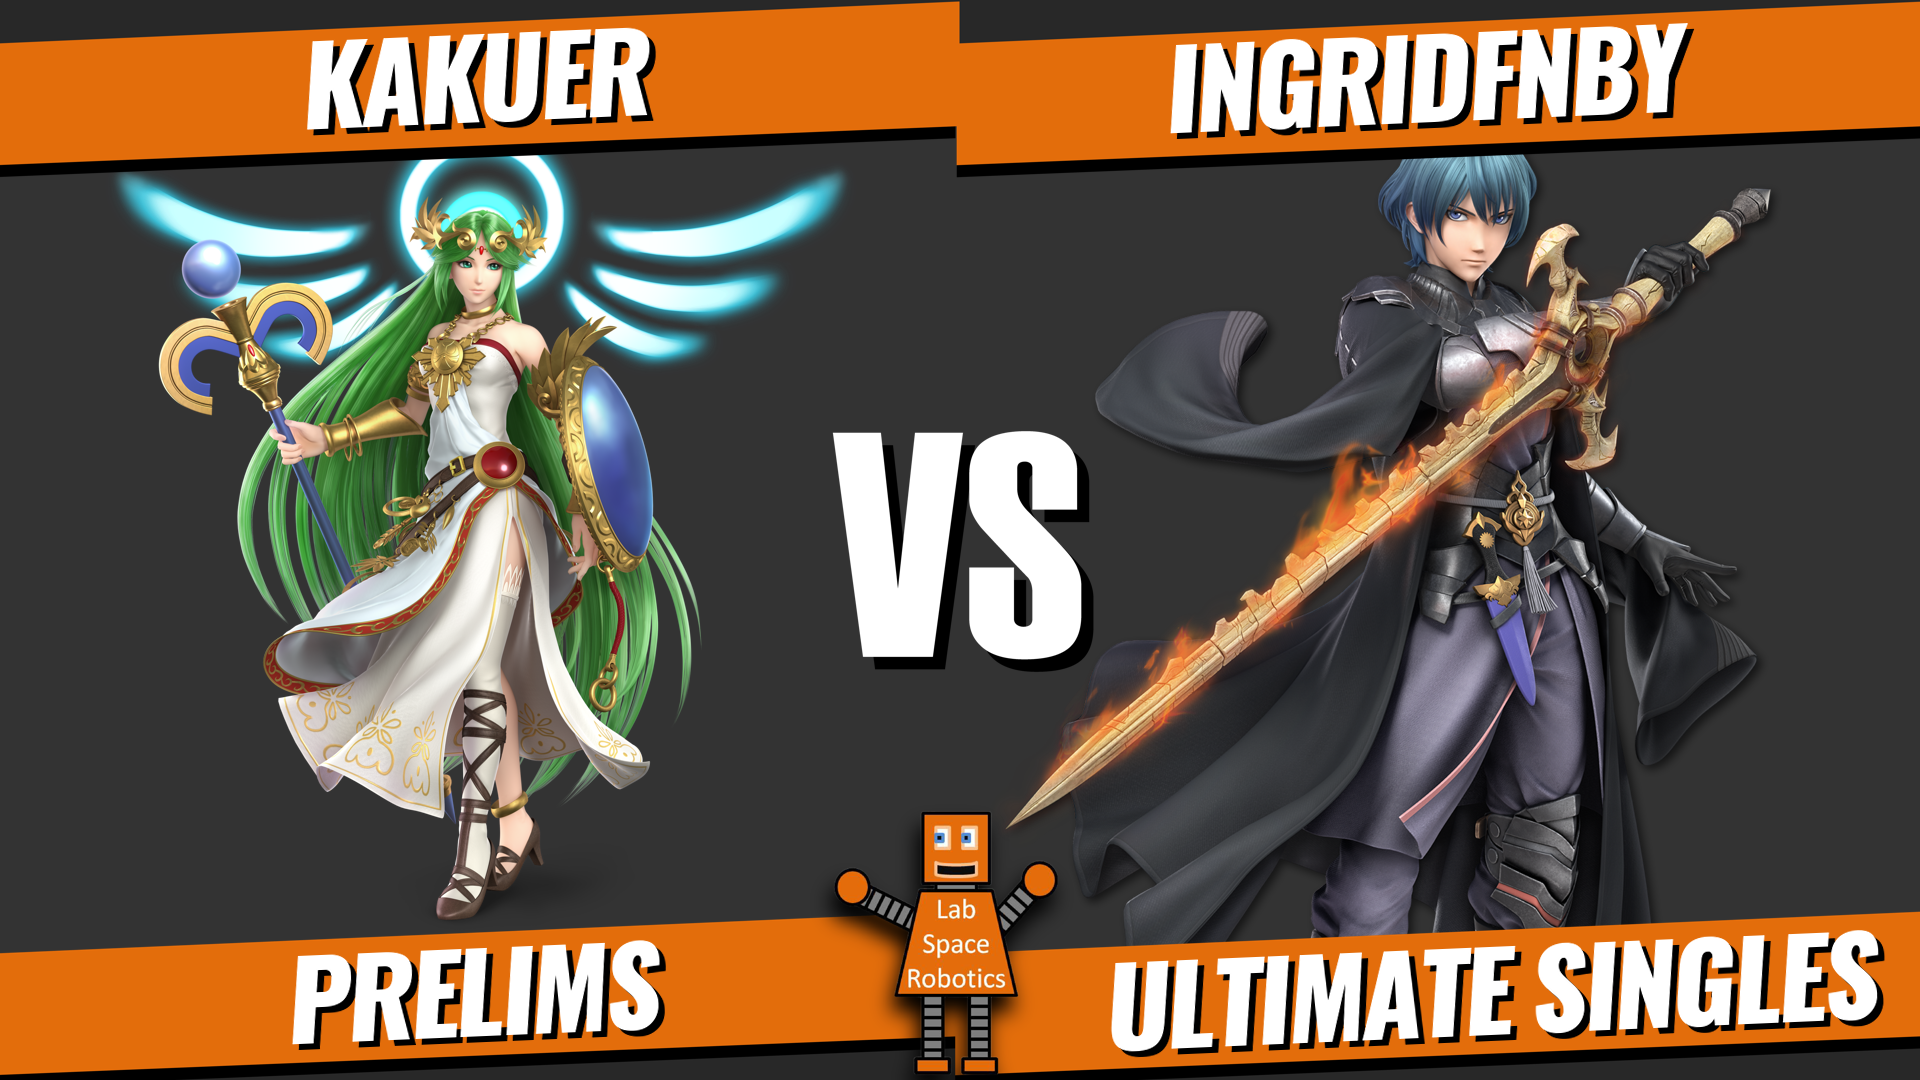 KAKUER
INGRIDFNBY
VS
Lab
Space
Robotics
PRELIMS
ULTIMATE SINGLES